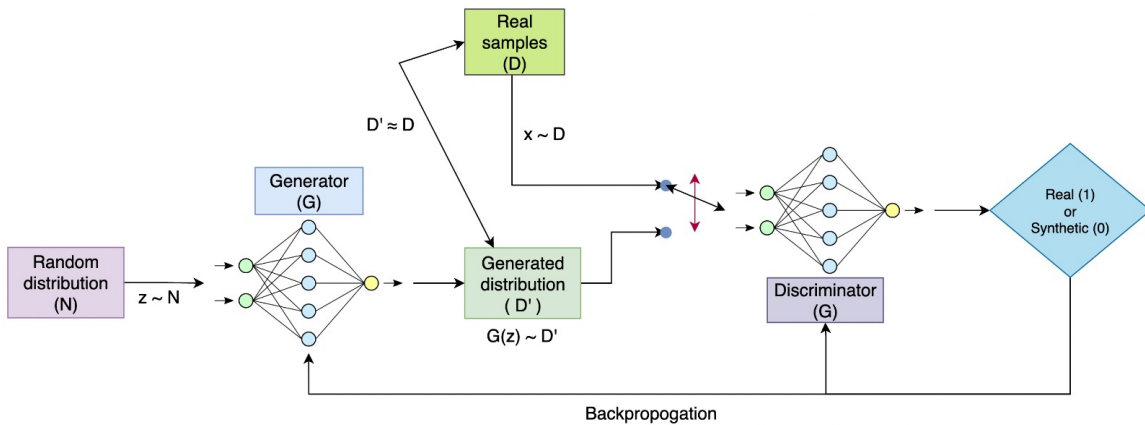 Real
samples
(D)
D' ≈ D
x ~ D
Generator
(G)
Random
distribution
(N)
z ~ N
Generated
distribution
( D')
G(z) ~ D'
Discriminator
(G)
Real (1)
or
Synthetic (0)
Backpropogation